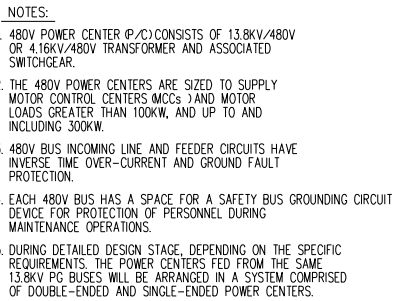 NOTES:
. 480V POWER CENTER (P/C) CONSISTS OF 13.8KV/480V
OR 4.16KV/480V TRANSFORMER AND ASSOCIATED
SWITCHGEAR.
. THE 480V POWER CENTERS ARE SIZED TO SUPPLY
MOTOR CONTROL CENTERS (MCCs ) AND MOTOR
LOADS GREATER THAN 100KW, AND UP TO AND
INCLUDING 300KW.
. 480V BUS INCOMING LINE AND FEEDER CIRCUITS HAVE
INVERSE TIME OVER-CURRENT AND GROUND FAULT
PROTECTION.
. EACH 480V BUS HAS A SPACE FOR A SAFETY BUS GROUNDING CIRCUIT
DEVICE FOR PROTECTION OF PERSONNEL DURING
MAINTENANCE OPERATIONS.
. DURING DETAILED DESIGN STAGE, DEPENDING ON THE SPECIFIC
REQUIREMENTS. THE POWER CENTERS FED FROM THE SAME
13.8KV PG BUSES WILL BE ARRANGED IN A SYSTEM COMPRISED
OF DOUBLE-ENDED AND SINGLE-ENDED POWER CENTERS.